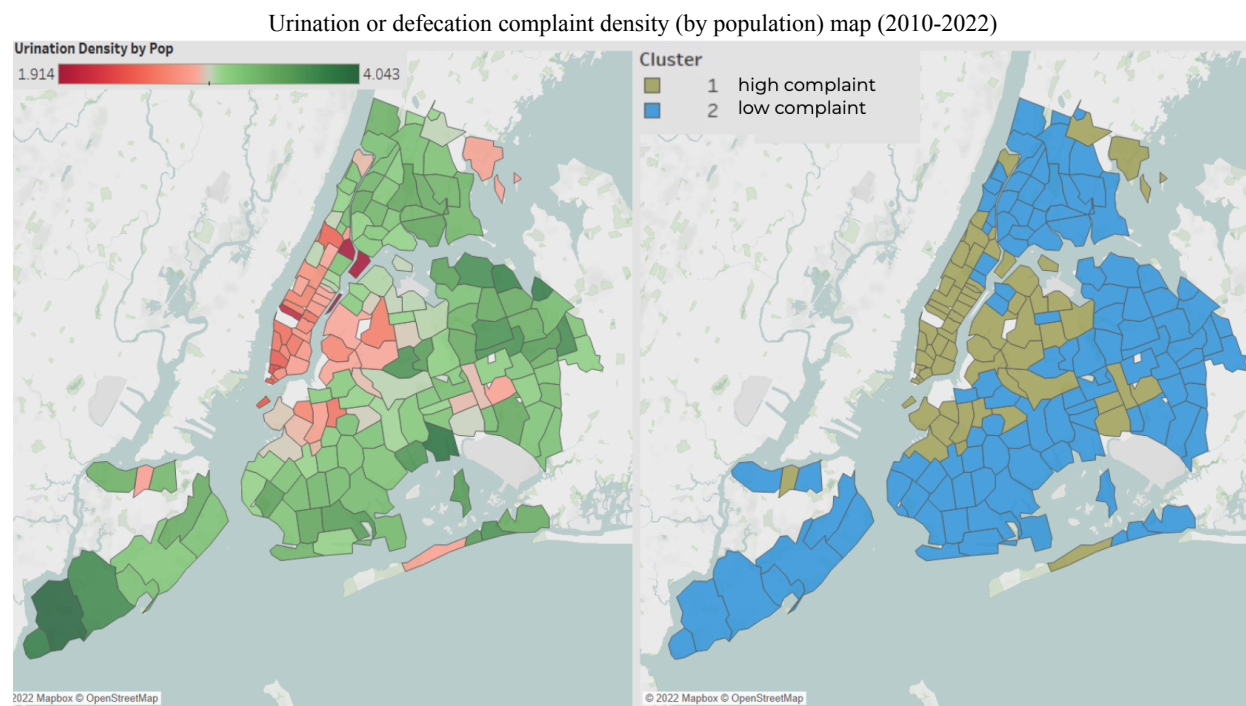 Urination or defecation complaint density (by population) map (2010-2022)
Urination Density by Pop
1.914 4.043
Cluster
1 high complaint
2 low complaint
2022 Mapbox © OpenStreetMap
© 2022 Mapbox © OpenStreetMap